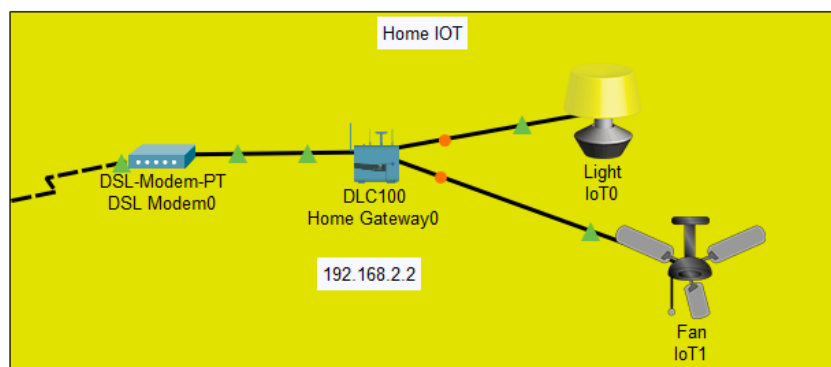 Home IOT
DSL-Modem-PT
DSL Modem0
DLC100
Home Gateway0
Light
IoT0
192.168.2.2
Fan
IoT1